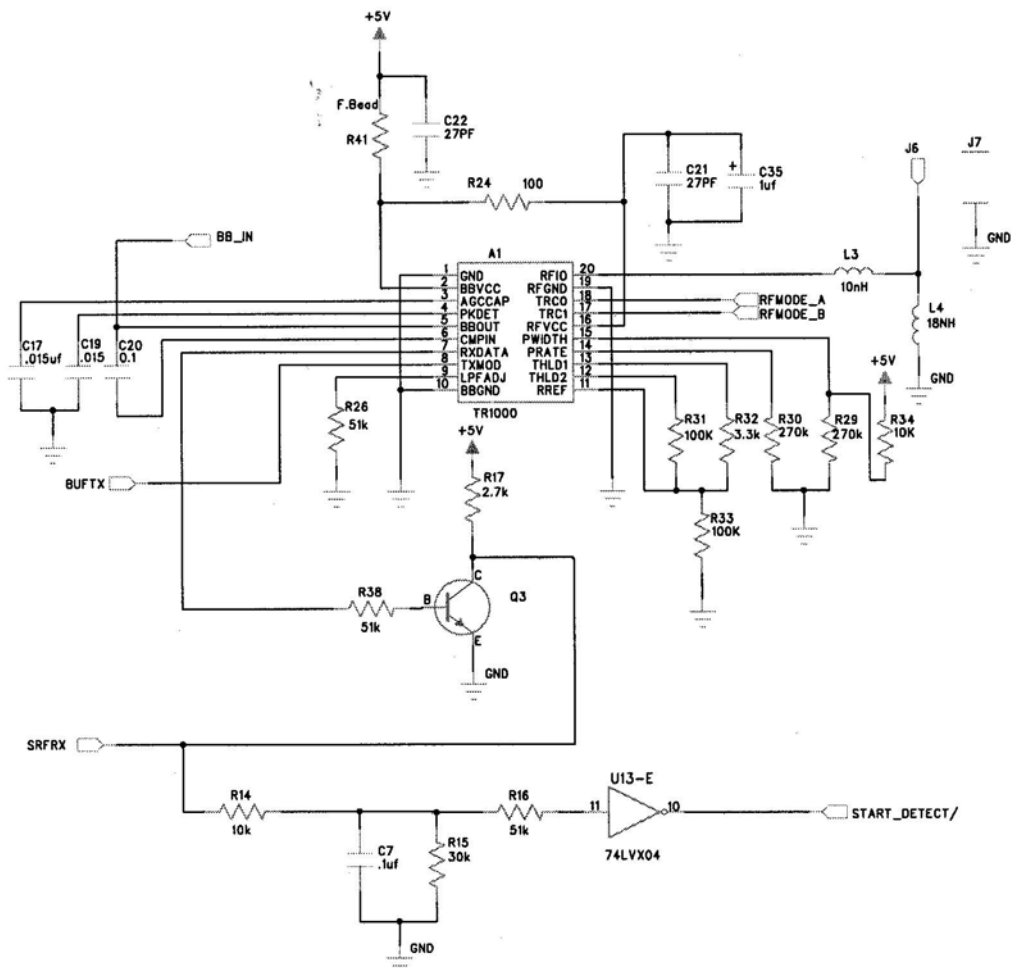 +5V
F.Bead
R41
C22
27PF
R24 100
C21
27PF
+
C35
1uf
J6
J7
GND
BB_IN
A1
1 GND
2 BBVCC
3 AGCCAP
4 PKDET
5 BBOUT
6 CMPIN
7 RXDATA
8 TXMOD
9 LPFADJ
10 BBGND
RFIO 20
RFGND 19
TRC0 18
TRC1 17
RFVCC 16
PWIDTH 15
PRATE 14
THLD1 13
THLD2 12
RREF 11
TR1000
L3
10nH
RFMODE_A
RFMODE_B
L4
18NH
GND
C17
.015uf
C19
.015
C20
0.1
R26
51k
+5V
R17
2.7k
R31
100K
R32
3.3k
R30
270k
R29
270k
+5V
R34
10K
BUFTX
R33
100K
R38
51k
B
C
E
Q3
GND
SRFRX
R14
10k
C7
.1uf
R15
30k
R16
51k
U13-E
11
10
74LVX04
START_DETECT/
GND